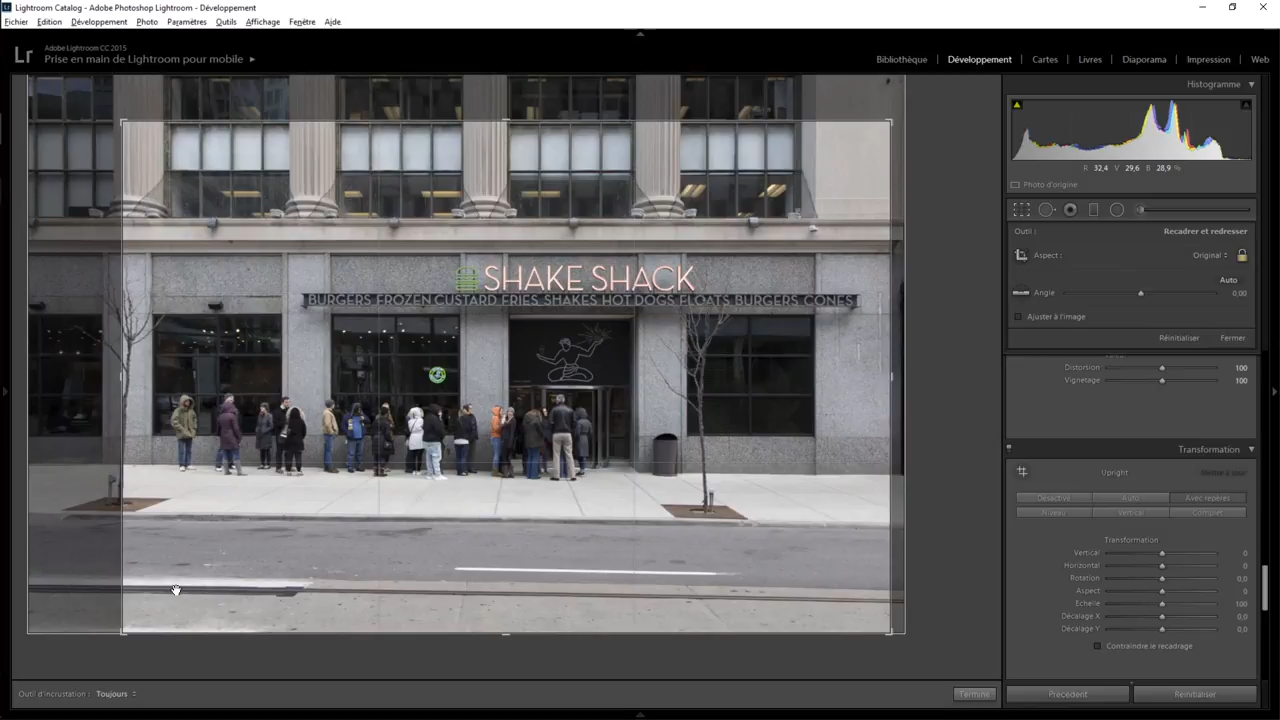 Lightroom Catalog - Adobe Photoshop Lightroom - Développement
Fichier Edition Développement Photo Paramètres Outils Affichage Fenêtre Aide
Lr
Adobe Lightroom CC 2015
Prise en main de Lightroom pour mobile
Bibliothèque | Développement | Cartes | Livres | Diaporama | Impression | Web
Histogramme
R 32,4 V 29,6 B 28,9 %
Photo d'origine
Outil : Recadrer et redresser
Aspect : Original
Auto
Angle 0,00
Ajuster à l'image
Réinitialiser Fermer
Distorsion 100
Vignetage 100
Transformation
Upright
Désactivé Auto Avec repères
Niveau Vertical Complet
Transformation
Vertical 0
Horizontal 0
Rotation 0,0
Aspect 0
Echelle 100
Décalage X 0,0
Décalage Y 0,0
Contraindre le recadrage
SHAKE SHACK
BURGERS FROZEN CUSTARD FRIES SHAKES HOT DOGS FLOATS BURGERS CONES
Outil d'incrustation : Toujours
Terminé
Précédent Réinitialiser